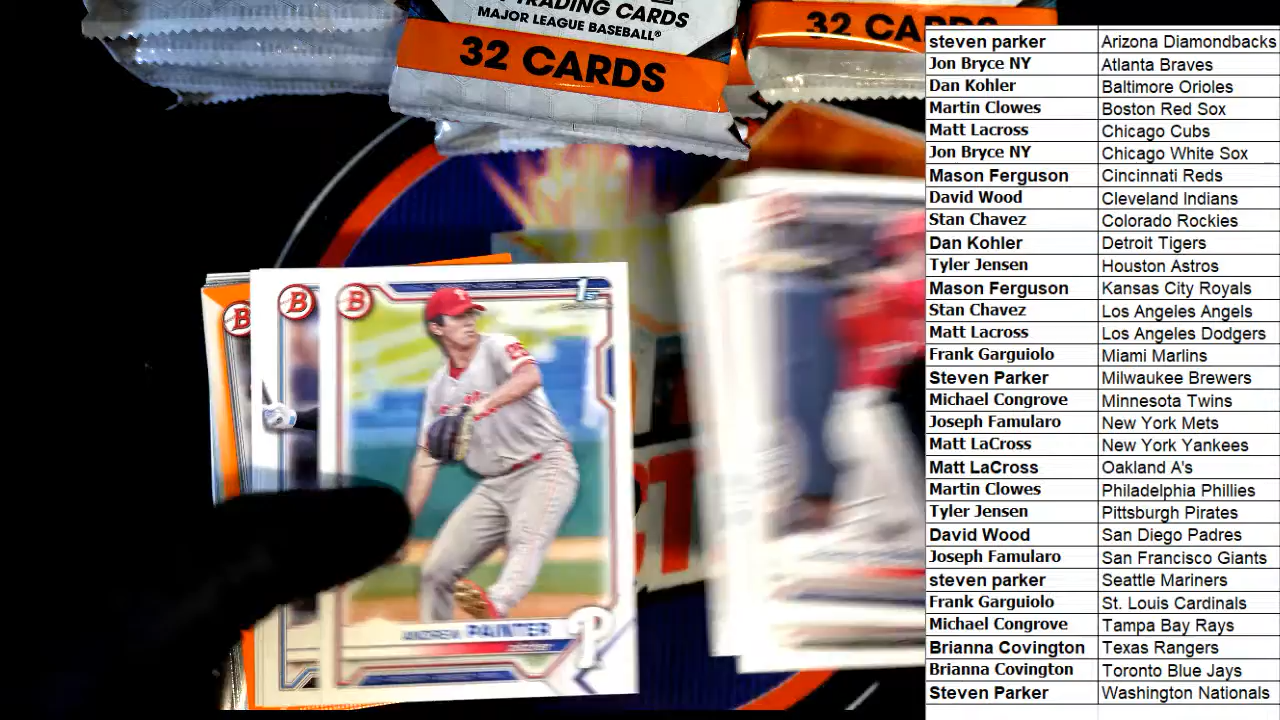 TRADING CARDS
MAJOR LEAGUE BASEBALL®
32 CARDS
32 CARDS
B
B
B
1st
25
ANDREW PAINTER
Pitcher
P
steven parker Arizona Diamondbacks
Jon Bryce NY Atlanta Braves
Dan Kohler Baltimore Orioles
Martin Clowes Boston Red Sox
Matt Lacross Chicago Cubs
Jon Bryce NY Chicago White Sox
Mason Ferguson Cincinnati Reds
David Wood Cleveland Indians
Stan Chavez Colorado Rockies
Dan Kohler Detroit Tigers
Tyler Jensen Houston Astros
Mason Ferguson Kansas City Royals
Stan Chavez Los Angeles Angels
Matt Lacross Los Angeles Dodgers
Frank Garguiolo Miami Marlins
Steven Parker Milwaukee Brewers
Michael Congrove Minnesota Twins
Joseph Famularo New York Mets
Matt LaCross New York Yankees
Matt LaCross Oakland A's
Martin Clowes Philadelphia Phillies
Tyler Jensen Pittsburgh Pirates
David Wood San Diego Padres
Joseph Famularo San Francisco Giants
steven parker Seattle Mariners
Frank Garguiolo St. Louis Cardinals
Michael Congrove Tampa Bay Rays
Brianna Covington Texas Rangers
Brianna Covington Toronto Blue Jays
Steven Parker Washington Nationals